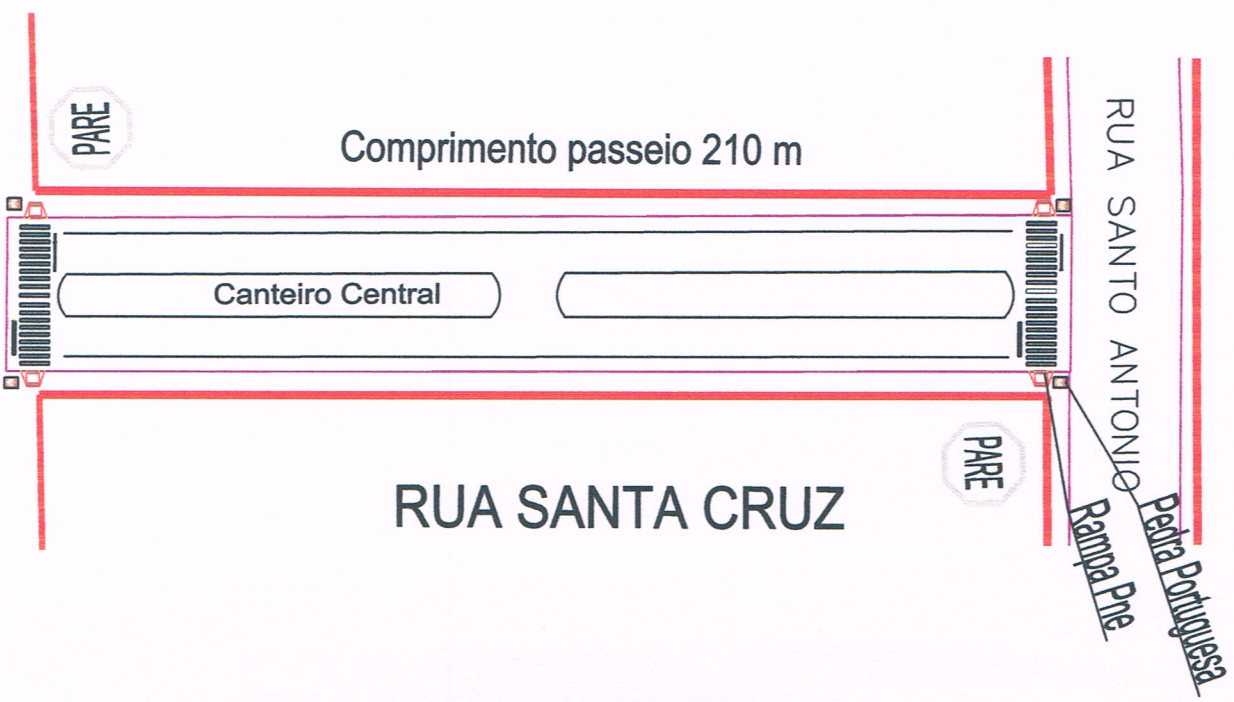 PARE
Comprimento passeio 210 m
RUA SANTO ANTONIO
Canteiro Central
PARE
RUA SANTA CRUZ
Rampa Pne
Pedra Portuguesa